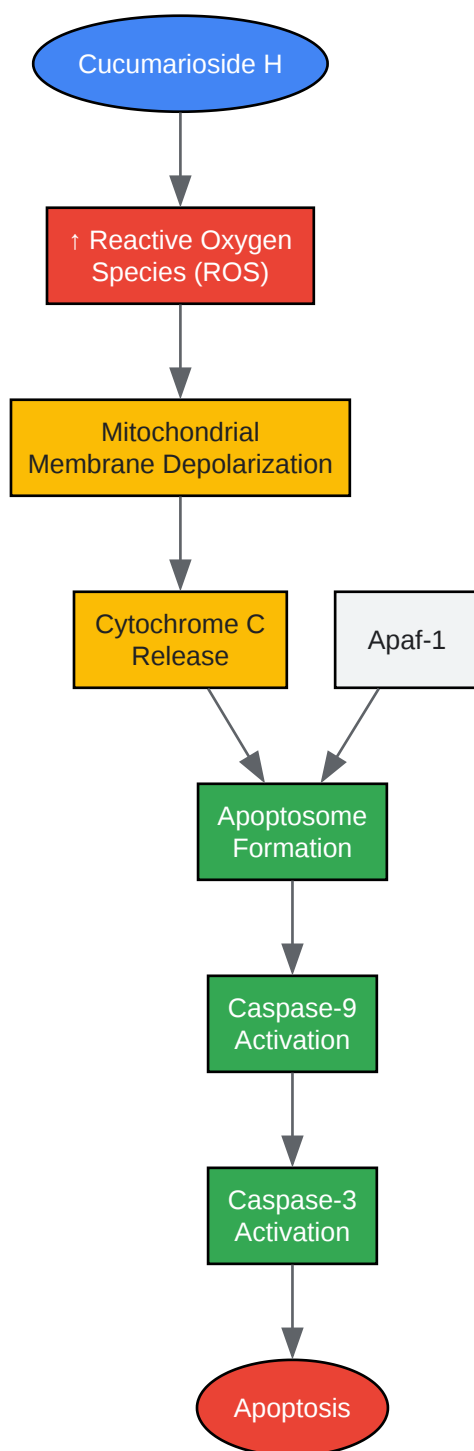 Cucumarioside H
↑ Reactive Oxygen
Species (ROS)
Mitochondrial
Membrane Depolarization
Cytochrome C
Release
Apaf-1
Apoptosome
Formation
Caspase-9
Activation
Caspase-3
Activation
Apoptosis